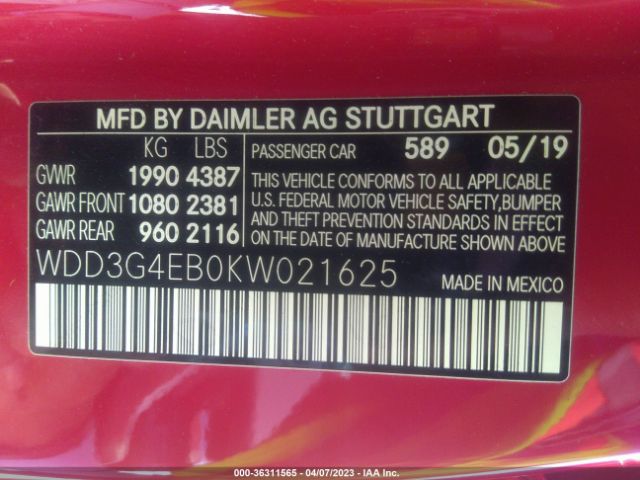 MFD BY DAIMLER AG STUTTGART
KG LBS
GVWR 1990 4387
GAWR FRONT 1080 2381
GAWR REAR 960 2116
PASSENGER CAR 589 05/19
THIS VEHICLE CONFORMS TO ALL APPLICABLE
U.S. FEDERAL MOTOR VEHICLE SAFETY,BUMPER
AND THEFT PREVENTION STANDARDS IN EFFECT
ON THE DATE OF MANUFACTURE SHOWN ABOVE
WDD3G4EB0KW021625
MADE IN MEXICO
000-36311565 - 04/07/2023 - IAA Inc.